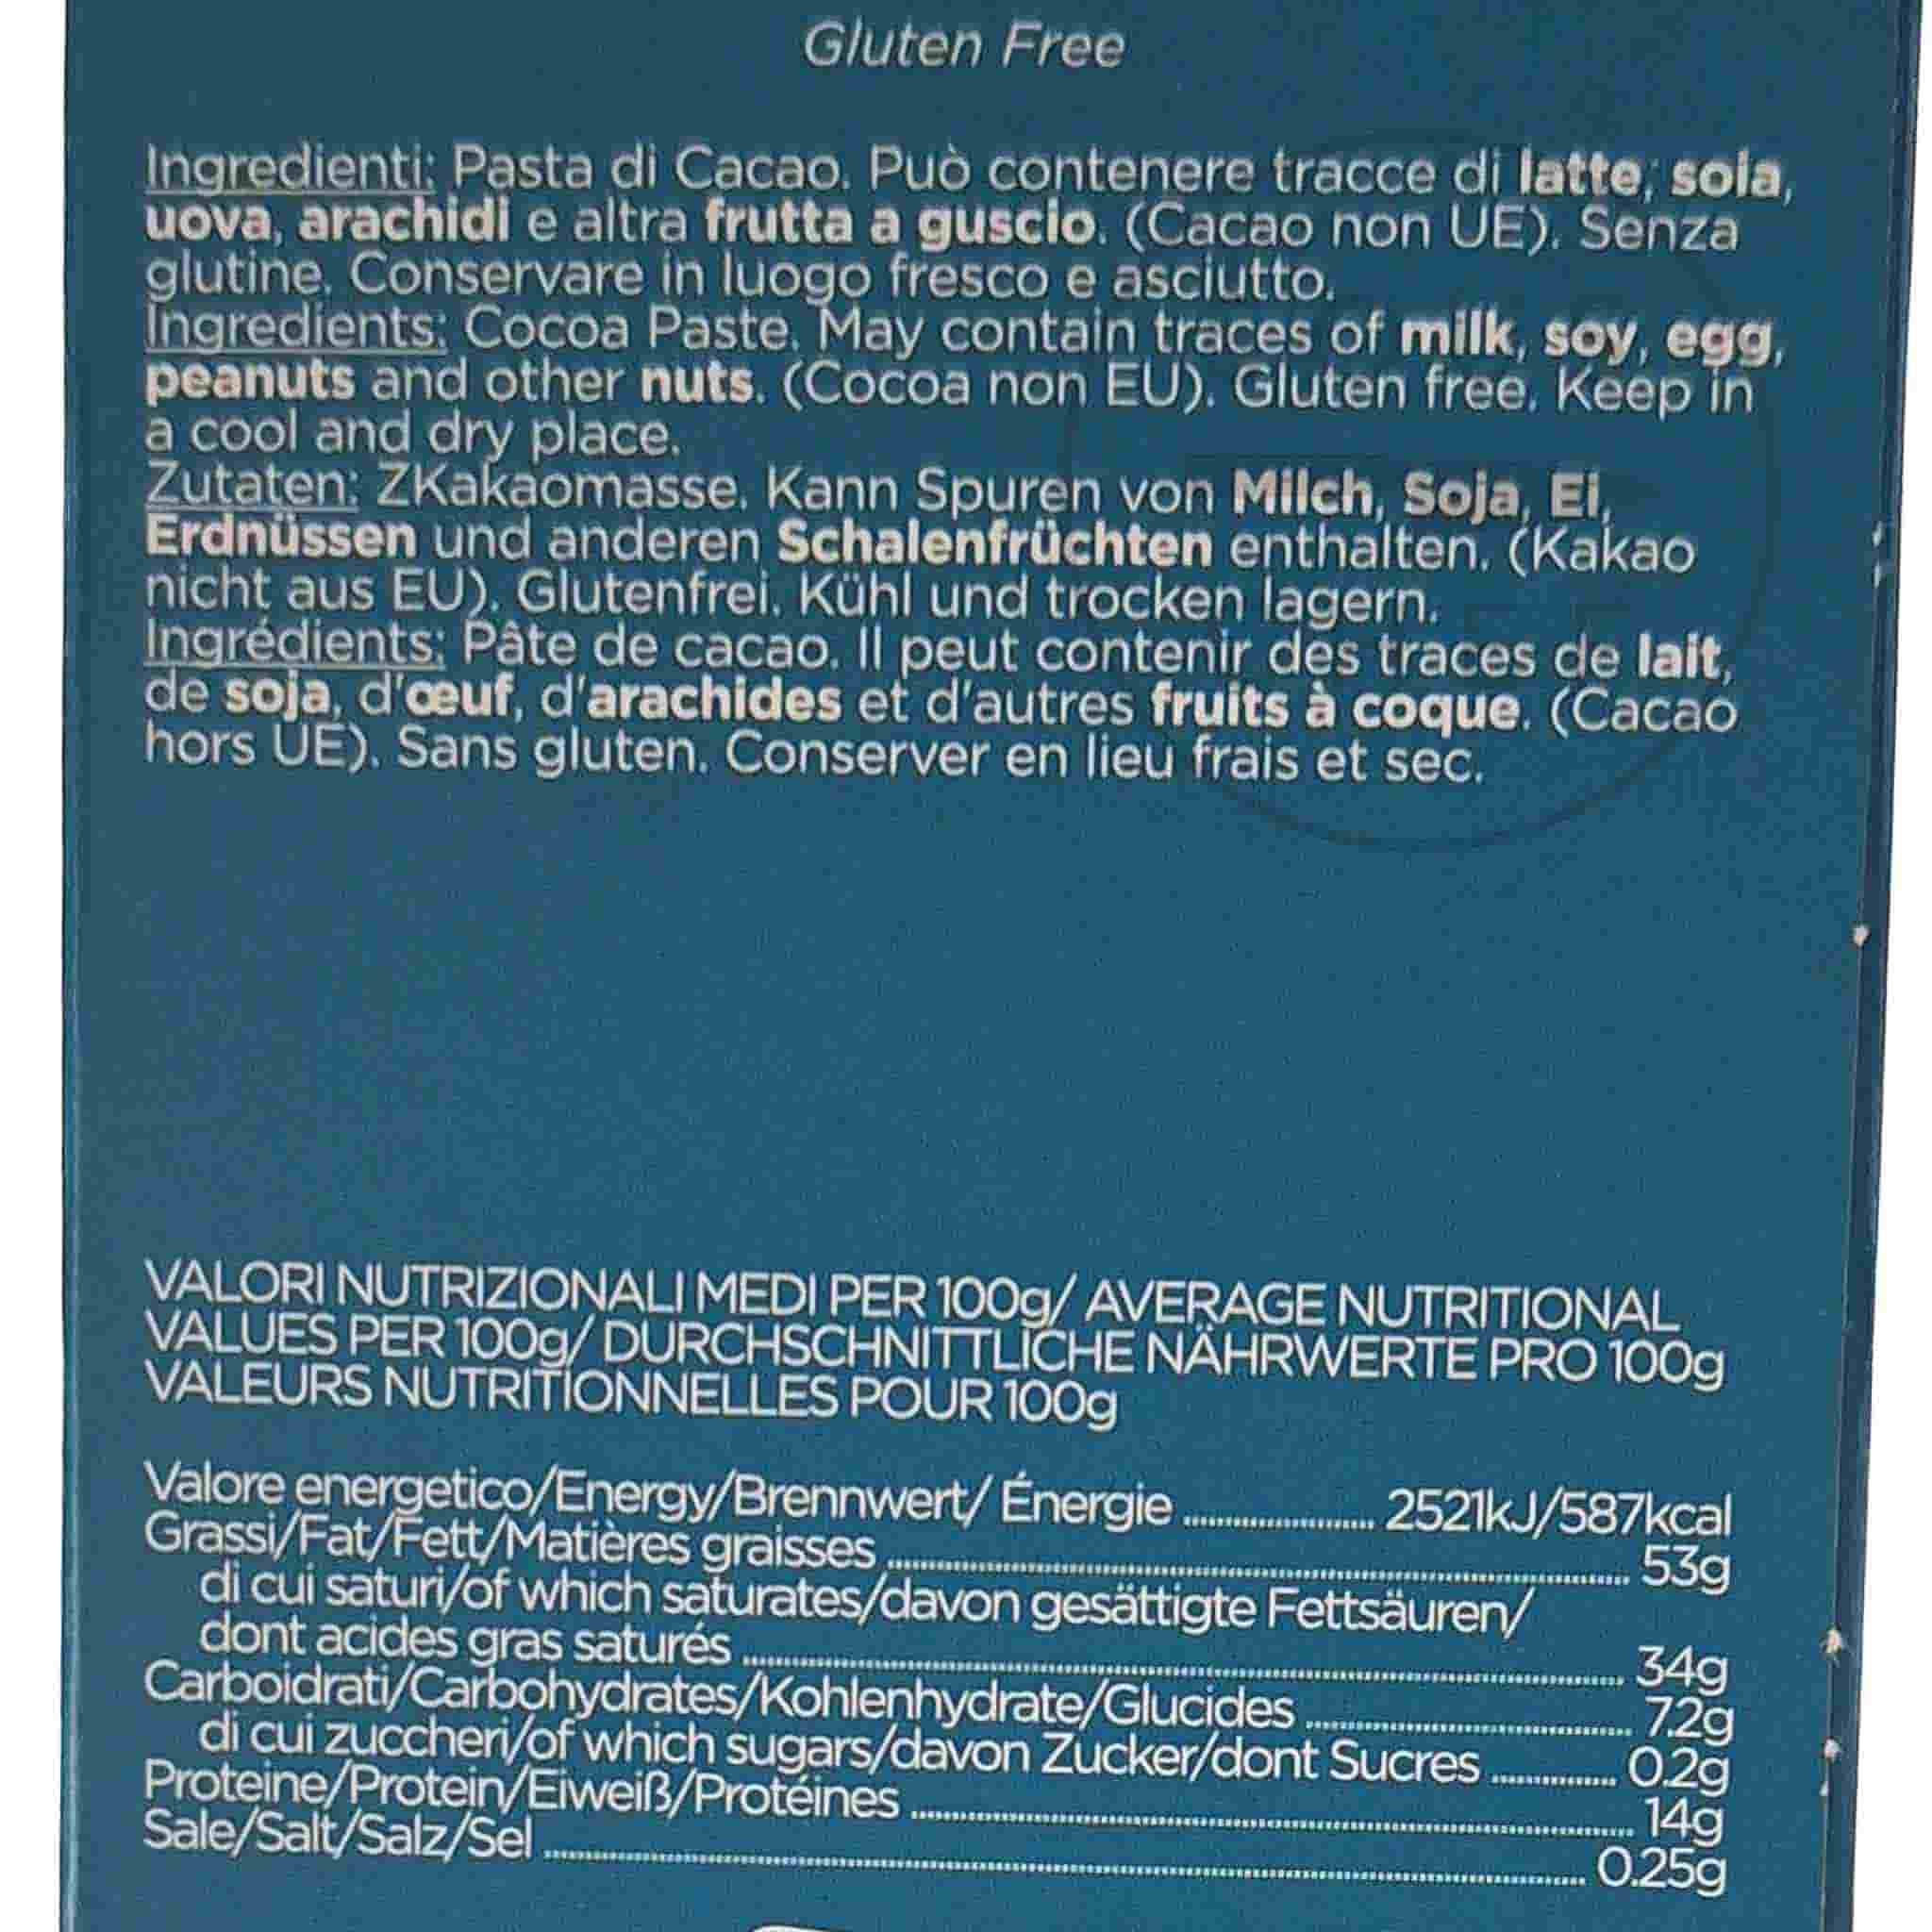 Gluten Free
Ingredienti: Pasta di Cacao. Può contenere tracce di latte, soia,
uova, arachidi e altra frutta a guscio. (Cacao non UE). Senza
glutine. Conservare in luogo fresco e asciutto.
Ingredients: Cocoa Paste. May contain traces of milk, soy, egg,
peanuts and other nuts. (Cocoa non EU). Gluten free. Keep in
a cool and dry place.
Zutaten: ZKakaomasse. Kann Spuren von Milch, Soja, Ei,
Erdnüssen und anderen Schalenfrüchten enthalten. (Kakao
nicht aus EU). Glutenfrei. Kühl und trocken lagern.
Ingrédients: Pâte de cacao. Il peut contenir des traces de lait,
de soja, d'œuf, d'arachides et d'autres fruits à coque. (Cacao
hors UE). Sans gluten. Conserver en lieu frais et sec.
VALORI NUTRIZIONALI MEDI PER 100g/ AVERAGE NUTRITIONAL
VALUES PER 100g/ DURCHSCHNITTLICHE NÄHRWERTE PRO 100g
VALEURS NUTRITIONNELLES POUR 100g
Valore energetico/Energy/Brennwert/ Énergie ........... 2521kJ/587kcal
Grassi/Fat/Fett/Matières graisses ........... 53g
di cui saturi/of which saturates/davon gesättigte Fettsäuren/
dont acides gras saturés ........... 34g
Carboidrati/Carbohydrates/Kohlenhydrate/Glucides ........... 7.2g
di cui zuccheri/of which sugars/davon Zucker/dont Sucres ........... 0.2g
Proteine/Protein/Eiweiß/Protéines ........... 14g
Sale/Salt/Salz/Sel ........... 0.25g